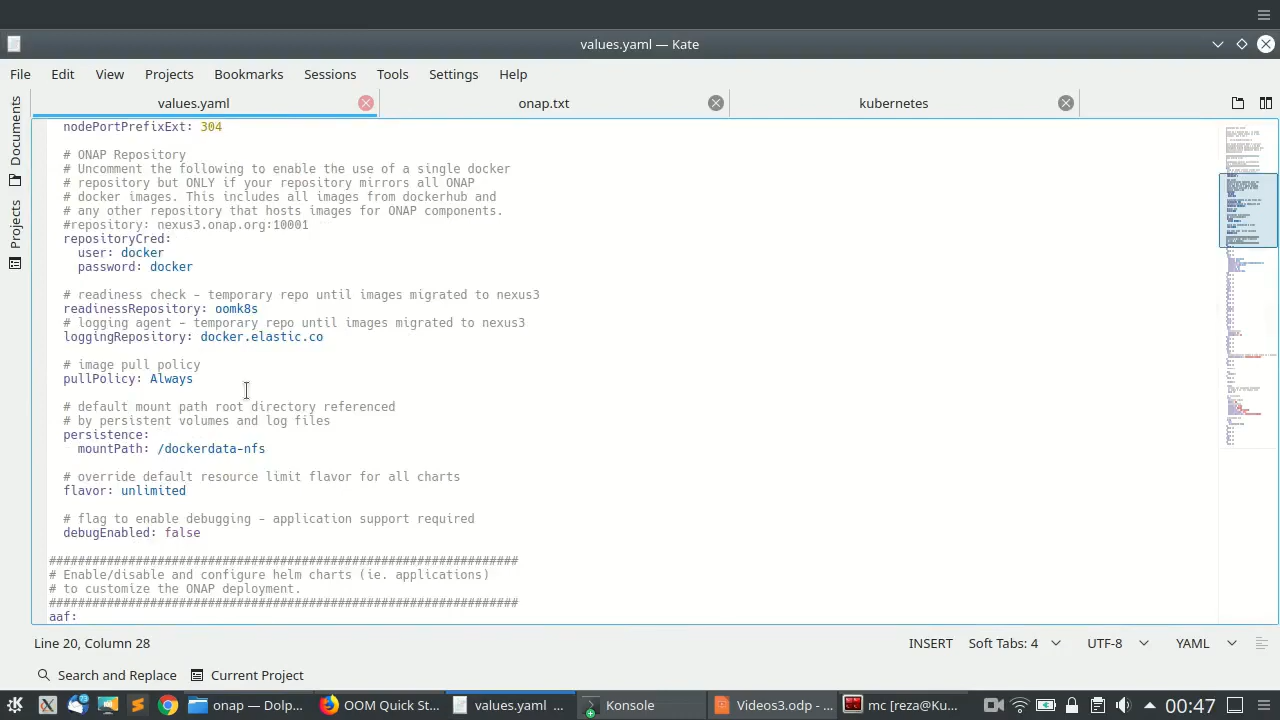 values.yaml — Kate
File Edit View Projects Bookmarks Sessions Tools Settings Help
values.yaml onap.txt kubernetes
Documents
Projects
nodePortPrefixExt: 304
# ONAP Repository
# Uncomment the following to enable the use of a single docker
# repository but ONLY if your repository mirrors all ONAP
# docker images. This includes all images from dockerhub and
# any other repository that hosts images for ONAP components.
#repository: nexus3.onap.org:10001
repositoryCred:
user: docker
password: docker
# readiness check - temporary repo until images migrated to nexus3
readinessRepository: oomk8s
# logging agent - temporary repo until images migrated to nexus3
loggingRepository: docker.elastic.co
# image pull policy
pullPolicy: Always
# default mount path root directory referenced
# by persistent volumes and log files
persistence:
mountPath: /dockerdata-nfs
# override default resource limit flavor for all charts
flavor: unlimited
# flag to enable debugging - application support required
debugEnabled: false
#################################################################
# Enable/disable and configure helm charts (ie. applications)
# to customize the ONAP deployment.
#################################################################
aaf:
Line 20, Column 28 INSERT Soft Tabs: 4 UTF-8 YAML
Search and Replace Current Project
onap — Dolp... OOM Quick St... values.yaml ... Konsole Videos3.odp - ... mc [reza@Ku... 00:47